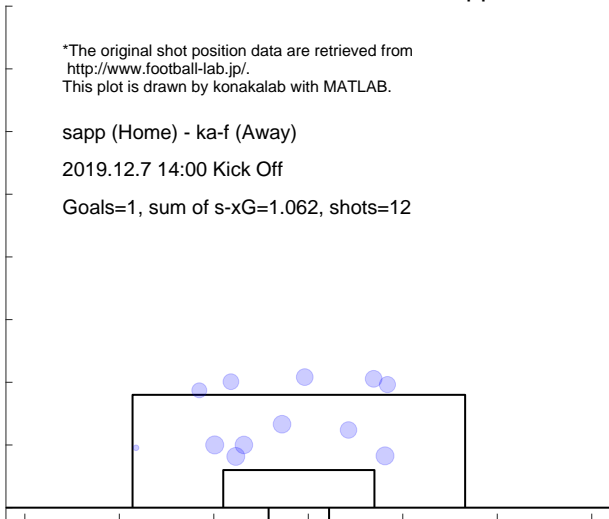 *The original shot position data are retrieved from
http://www.football-lab.jp/.
This plot is drawn by konakalab with MATLAB.
sapp (Home) - ka-f (Away)
2019.12.7 14:00 Kick Off
Goals=1, sum of s-xG=1.062, shots=12